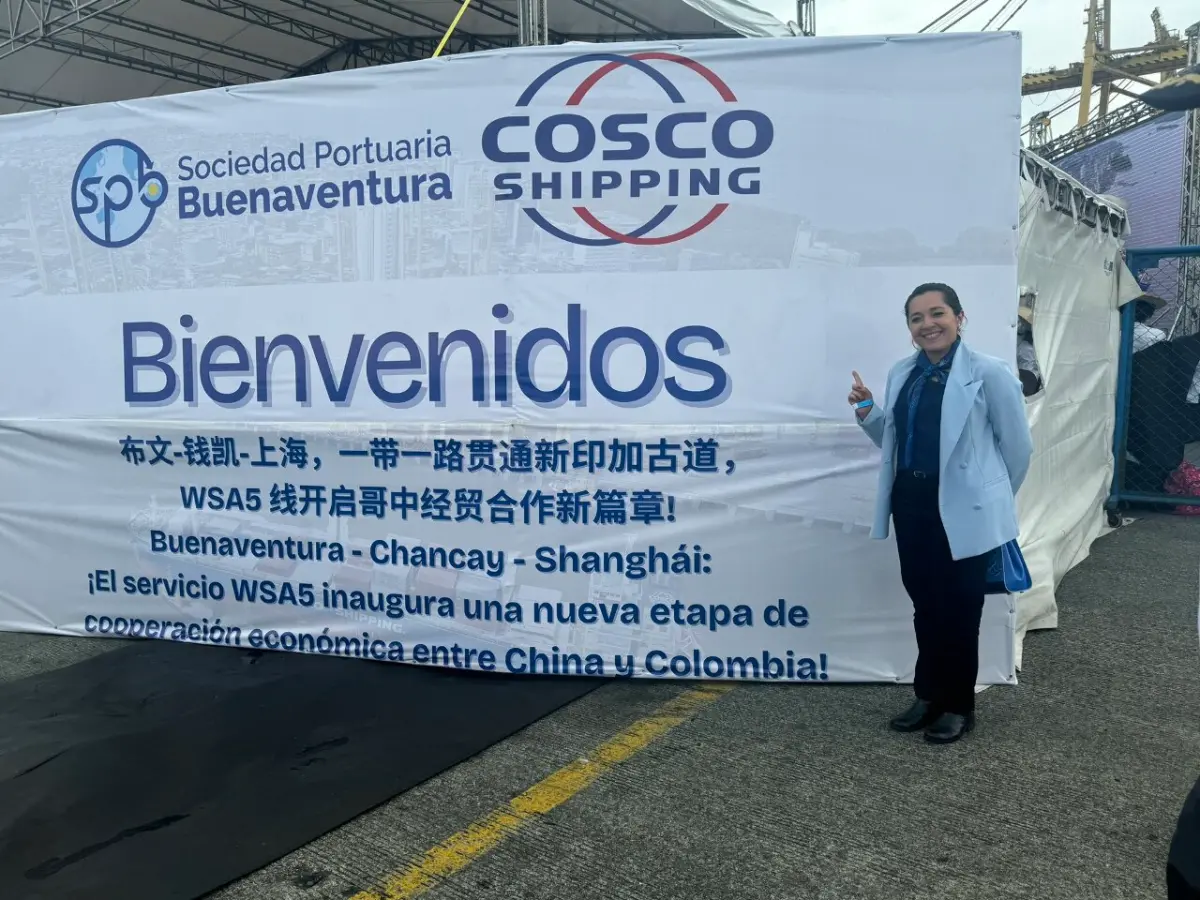 spb
Sociedad Portuaria
Buenaventura
COSCO
SHIPPING
Bienvenidos
布文-钱凯-上海，一带一路贯通新印加古道，
WSA5 线开启哥中经贸合作新篇章!
Buenaventura - Chancay - Shanghái:
¡El servicio WSA5 inaugura una nueva etapa de
cooperación económica entre China y Colombia!
SHIPPING